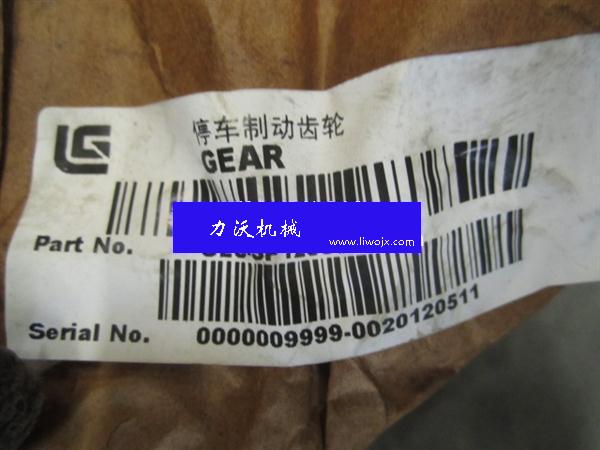 LG
停车制动齿轮
GEAR
力沃机械
www.liwojx.com
Part No.
Serial No.
0000009999-0020120511